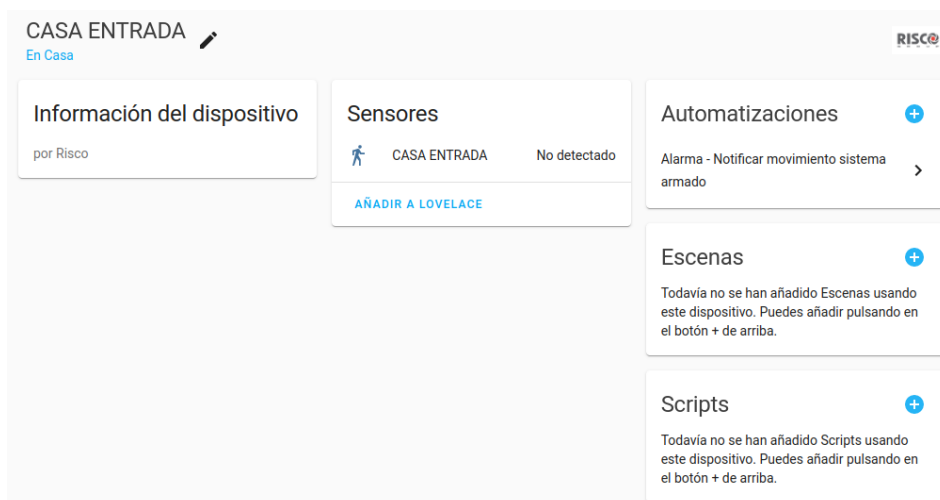 CASA ENTRADA
En Casa
RISCO
Información del dispositivo
por Risco
Sensores
CASA ENTRADA No detectado
AÑADIR A LOVELACE
Automatizaciones
Alarma - Notificar movimiento sistema
armado
Escenas
Todavía no se han añadido Escenas usando
este dispositivo. Puedes añadir pulsando en
el botón + de arriba.
Scripts
Todavía no se han añadido Scripts usando
este dispositivo. Puedes añadir pulsando en
el botón + de arriba.